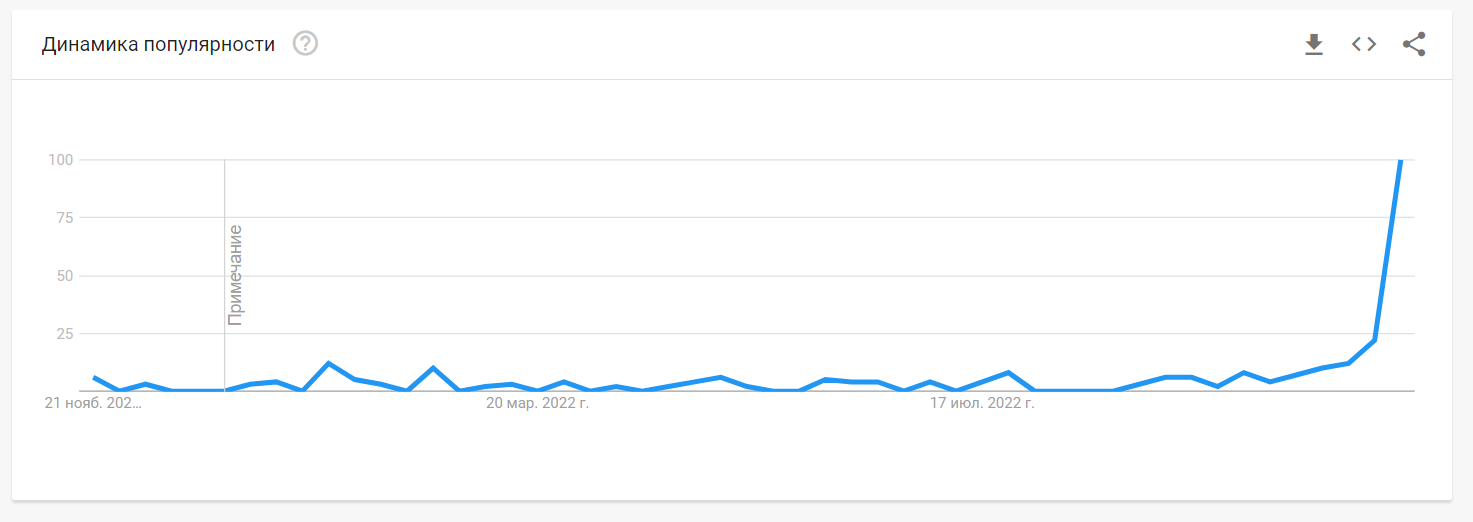 Динамика популярности
100
75
50
25
Примечание
21 нояб. 202...
20 мар. 2022 г.
17 июл. 2022 г.